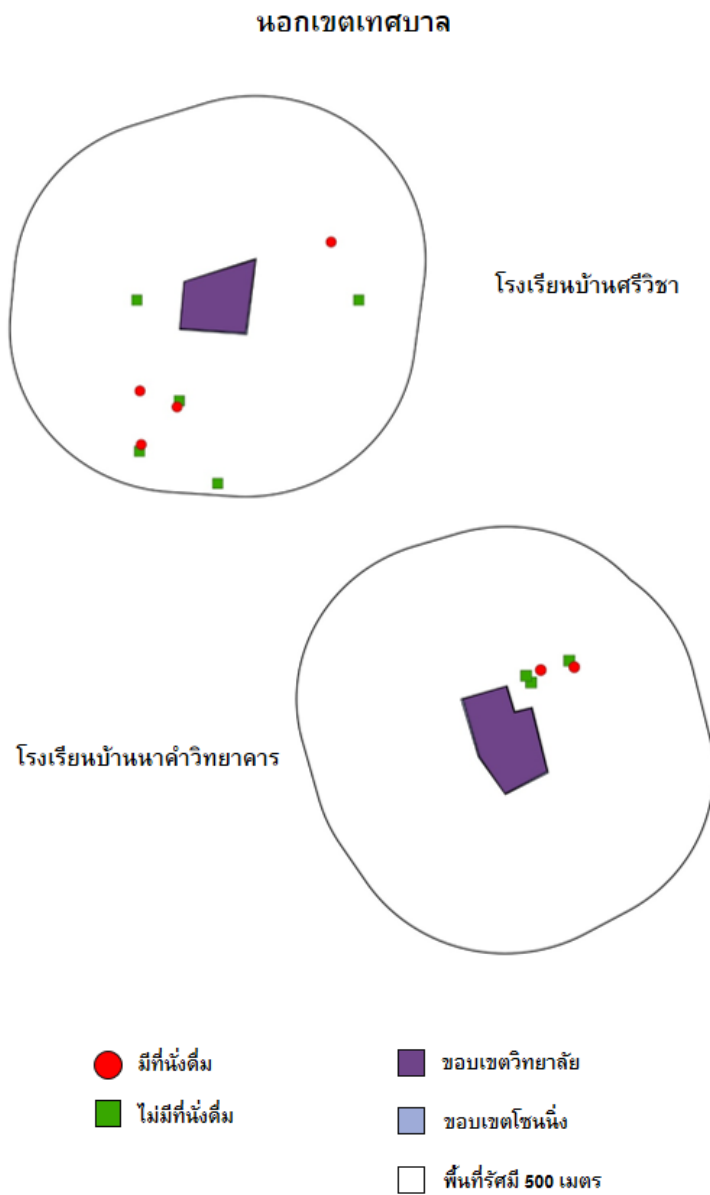 นอกเขตเทศบาล
โรงเรียนบ้านศรีวิชา
โรงเรียนบ้านนาคำวิทยาคาร
มีที่นั่งดื่ม
ไม่มีที่นั่งดื่ม
ขอบเขตวิทยาลัย
ขอบเขตโซนนิ่ง
พื้นที่รัศมี 500 เมตร